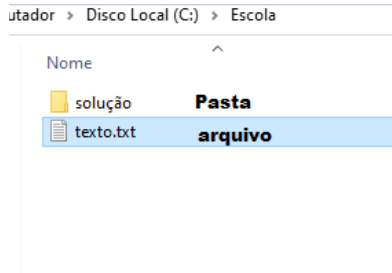 utador > Disco Local (C:) > Escola
Nome
solução Pasta
texto.txt arquivo